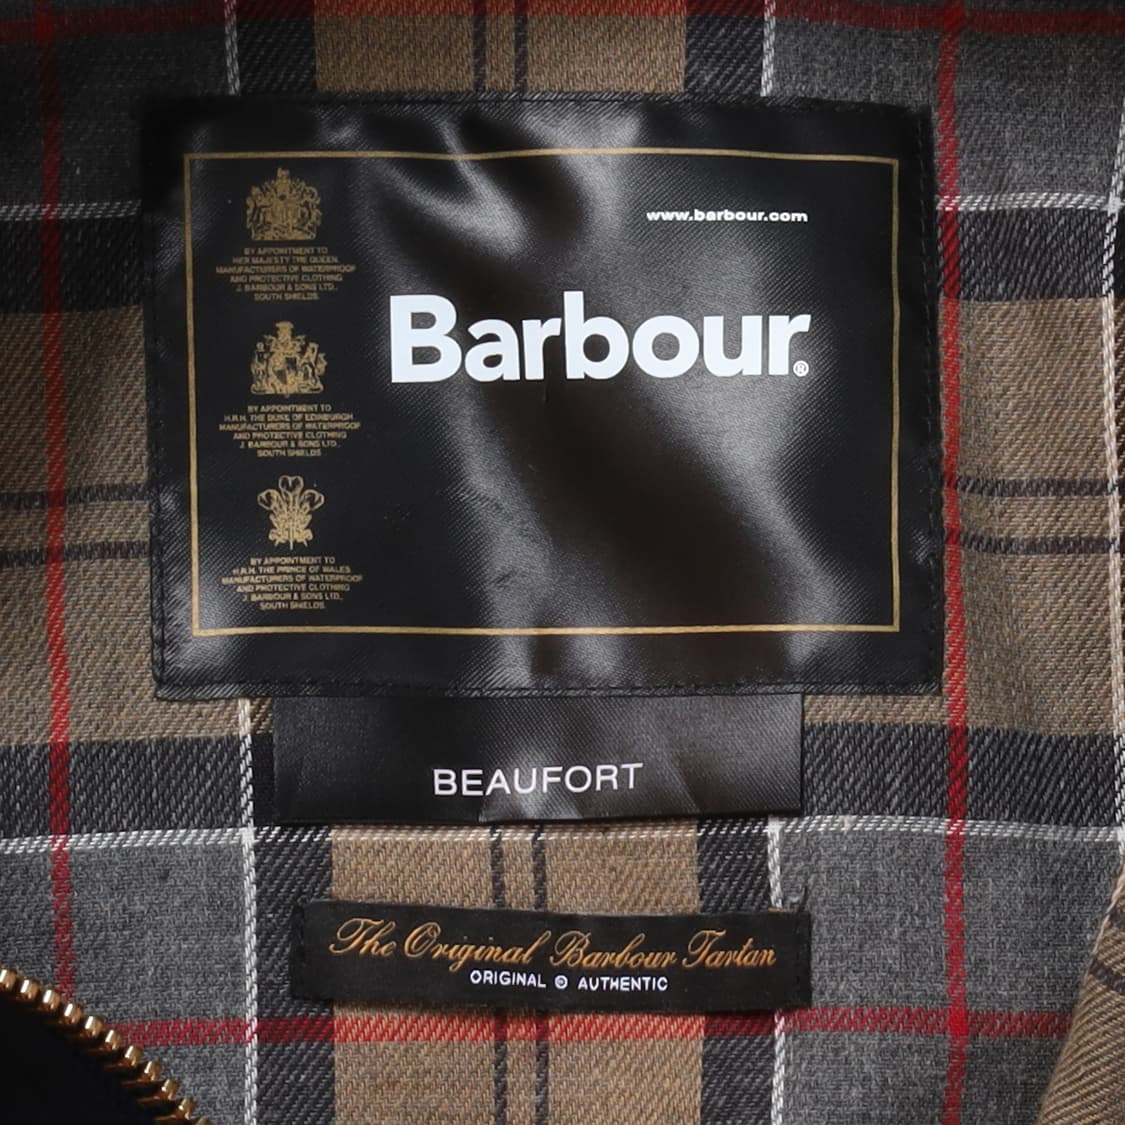 www.barbour.com
Barbour®
BY APPOINTMENT TO
HER MAJESTY THE QUEEN
MANUFACTURERS OF WATERPROOF
AND PROTECTIVE CLOTHING
J. BARBOUR & SONS LTD.,
SOUTH SHIELDS.
BY APPOINTMENT TO
H.R.H. THE DUKE OF EDINBURGH
MANUFACTURERS OF WATERPROOF
AND PROTECTIVE CLOTHING
J. BARBOUR & SONS LTD.,
SOUTH SHIELDS
BY APPOINTMENT TO
H.R.H. THE PRINCE OF WALES
MANUFACTURERS OF WATERPROOF
AND PROTECTIVE CLOTHING
J. BARBOUR & SONS LTD.,
SOUTH SHIELDS.
BEAUFORT
The Original Barbour Tartan
ORIGINAL © AUTHENTIC